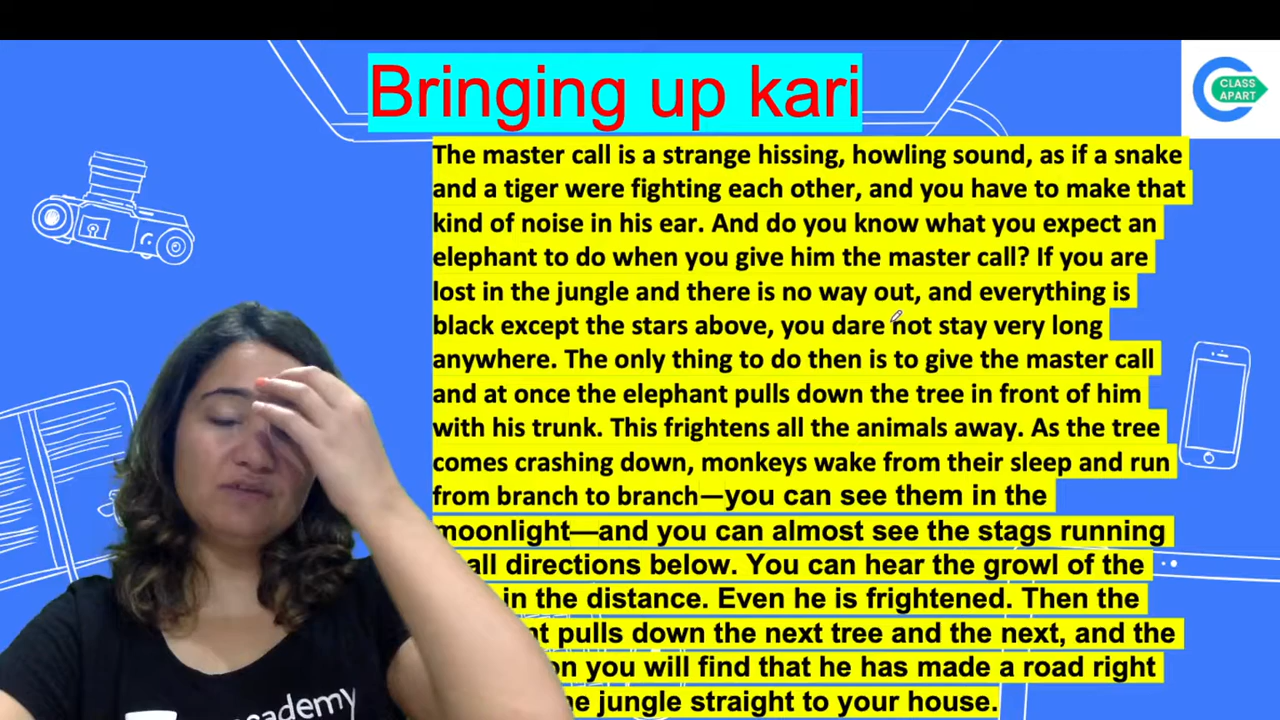 Bringing up kari
CLASS
APART
The master call is a strange hissing, howling sound, as if a snake
and a tiger were fighting each other, and you have to make that
kind of noise in his ear. And do you know what you expect an
elephant to do when you give him the master call? If you are
lost in the jungle and there is no way out, and everything is
black except the stars above, you dare not stay very long
anywhere. The only thing to do then is to give the master call
and at once the elephant pulls down the tree in front of him
with his trunk. This frightens all the animals away. As the tree
comes crashing down, monkeys wake from their sleep and run
from branch to branch—you can see them in the
moonlight—and you can almost see the stags running
all directions below. You can hear the growl of the
in the distance. Even he is frightened. Then the
pulls down the next tree and the next, and the
you will find that he has made a road right
jungle straight to your house.